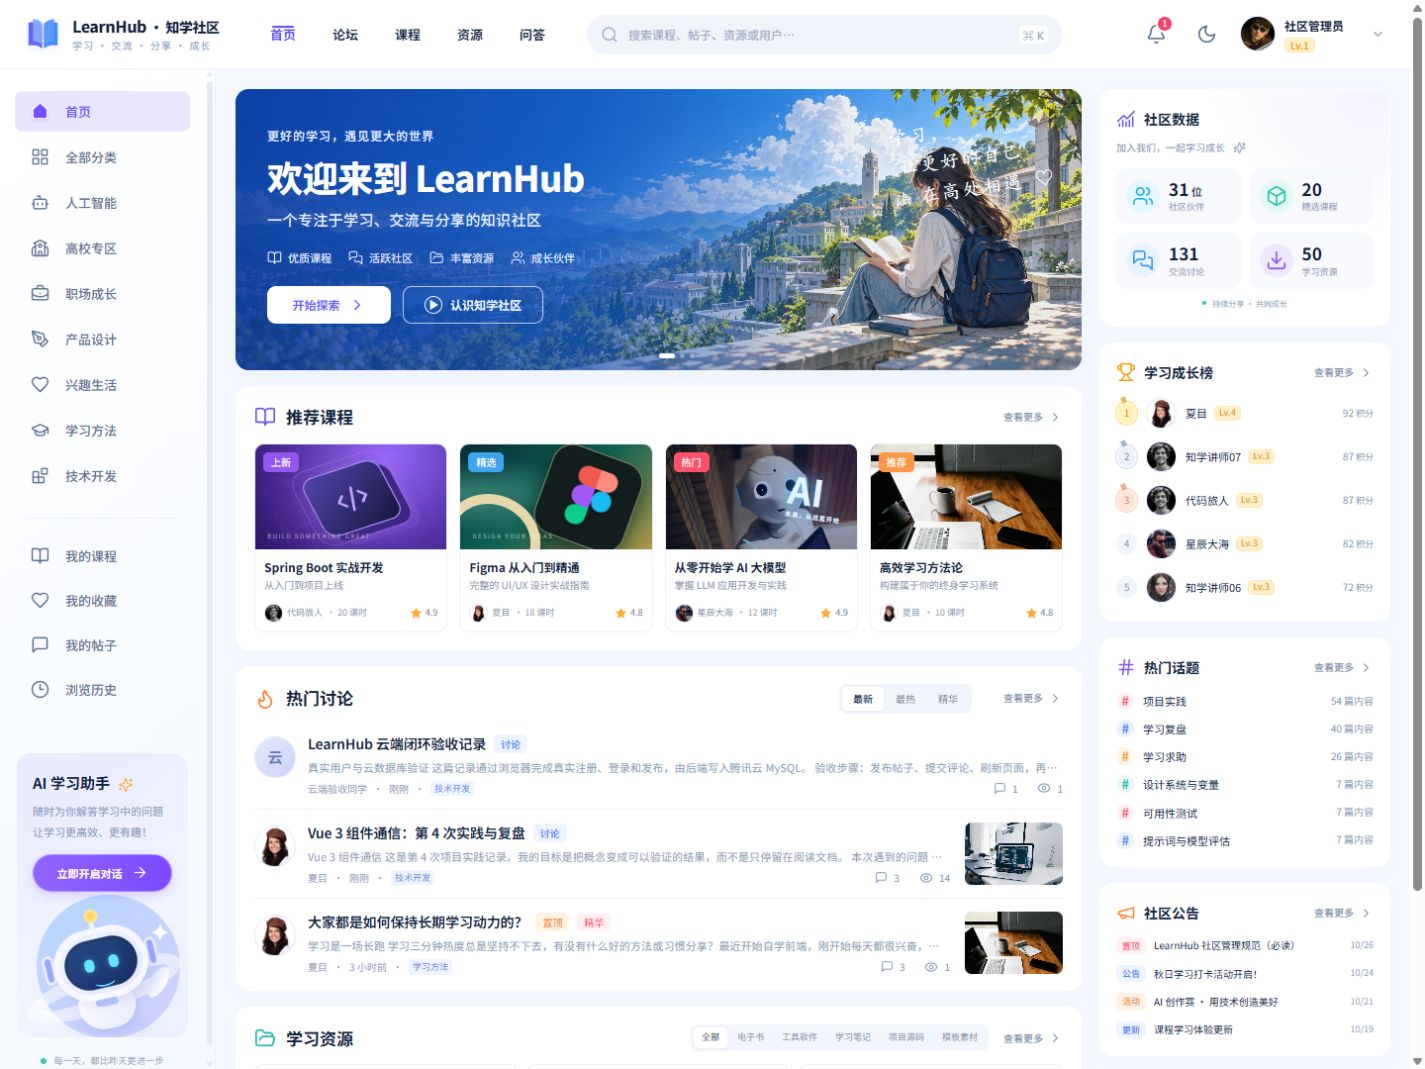 LearnHub · 知学社区
学习 · 交流 · 分享 · 成长
首页
论坛
课程
资源
问答
搜索课程、帖子、资源或用户…
⌘ K
1
社区管理员
Lv.1
首页
全部分类
人工智能
高校专区
职场成长
产品设计
兴趣生活
学习方法
技术开发
我的课程
我的收藏
我的帖子
浏览历史
AI 学习助手
随时为你解答学习中的问题
让学习更高效、更有趣！
立即开启对话
每一天，都比昨天更进一步
更好的学习，遇见更大的世界
欢迎来到 LearnHub
一个专注于学习、交流与分享的知识社区
优质课程
活跃社区
丰富资源
成长伙伴
开始探索
认识知学社区
学习，
更好的自己
在高处相遇
推荐课程
查看更多
上新
BUILD SOMETHING GREAT
Spring Boot 实战开发
从入门到项目上线
代码旅人 · 20 课时
4.9
精选
DESIGN YOUR IDEAS
Figma 从入门到精通
完整的 UI/UX 设计实战指南
夏目 · 18 课时
4.8
热门
AI
从零开始学 AI 大模型
掌握 LLM 应用开发与实践
星辰大海 · 12 课时
4.9
推荐
高效学习方法论
构建属于你的终身学习系统
夏目 · 10 课时
4.8
热门讨论
最新
最热
精华
查看更多
云
LearnHub 云端闭环验收记录
讨论
真实用户与云数据库验证 这篇记录通过浏览器完成真实注册、登录和发布，由后端写入腾讯云 MySQL。 验收步骤：发布帖子、提交评论、刷新页面，再…
云端验收同学 · 刚刚 · 技术开发
1
1
Vue 3 组件通信：第 4 次实践与复盘
讨论
Vue 3 组件通信 这是第 4 次项目实践记录。我的目标是把概念变成可以验证的结果，而不是只停留在阅读文档。 本次遇到的问题 …
夏目 · 刚刚 · 技术开发
3
14
大家都是如何保持长期学习动力的？
置顶
精华
学习是一场长跑 学习三分钟热度总是坚持不下去，有没有什么好的方法或习惯分享？最近开始自学前端，刚开始每天都很兴奋，…
夏目 · 3 小时前 · 学习方法
3
1
学习资源
全部
电子书
工具软件
学习笔记
项目源码
模板素材
查看更多
社区数据
加入我们，一起学习成长
31 位
社区伙伴
20
精选课程
131
交流讨论
50
学习资源
持续分享 · 共同成长
学习成长榜
查看更多
1
夏目
Lv.4
92 积分
2
知学讲师07
Lv.3
87 积分
3
代码旅人
Lv.3
87 积分
4
星辰大海
Lv.3
82 积分
5
知学讲师06
Lv.3
72 积分
热门话题
查看更多
# 项目实践
54 篇内容
# 学习复盘
40 篇内容
# 学习求助
26 篇内容
# 设计系统与变量
7 篇内容
# 可用性测试
7 篇内容
# 提示词与模型评估
7 篇内容
社区公告
查看更多
置顶
LearnHub 社区管理规范（必读）
10/26
公告
秋日学习打卡活动开启！
10/24
活动
AI 创作赛 · 用技术创造美好
10/21
更新
课程学习体验更新
10/19